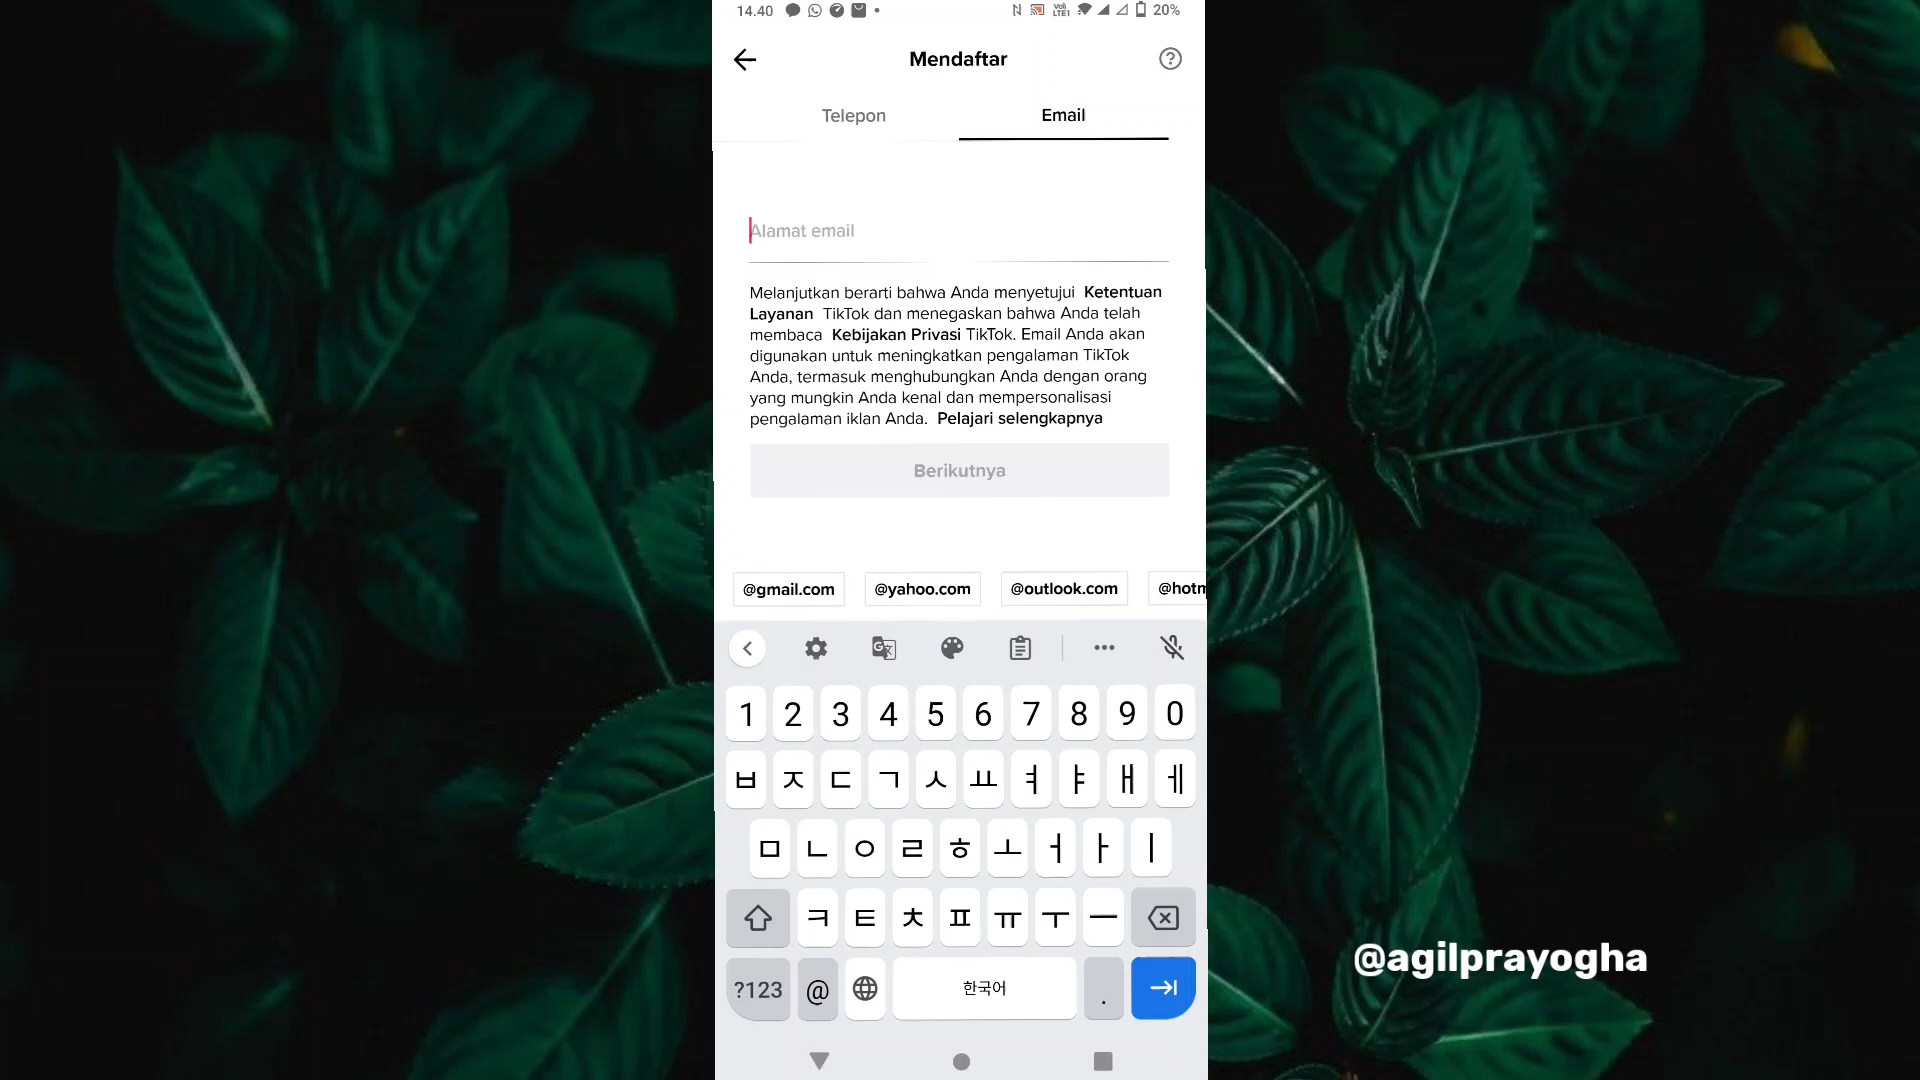 14.40
Vo))
LTE1
20%
Mendaftar
Telepon
Email
Alamat email
Melanjutkan berarti bahwa Anda menyetujui Ketentuan
Layanan TikTok dan menegaskan bahwa Anda telah
membaca Kebijakan Privasi TikTok. Email Anda akan
digunakan untuk meningkatkan pengalaman TikTok
Anda, termasuk menghubungkan Anda dengan orang
yang mungkin Anda kenal dan mempersonalisasi
pengalaman iklan Anda. Pelajari selengkapnya
Berikutnya
@gmail.com @yahoo.com @outlook.com @hotm
1 2 3 4 5 6 7 8 9 0
ㅂ ㅈ ㄷ ㄱ ㅅ ㅛ ㅕ ㅑ ㅐ ㅔ
ㅁ ㄴ ㅇ ㄹ ㅎ ㅗ ㅓ ㅏ ㅣ
ㅋ ㅌ ㅊ ㅍ ㅠ ㅜ ㅡ
?123 @ 한국어 .
@agilprayogha